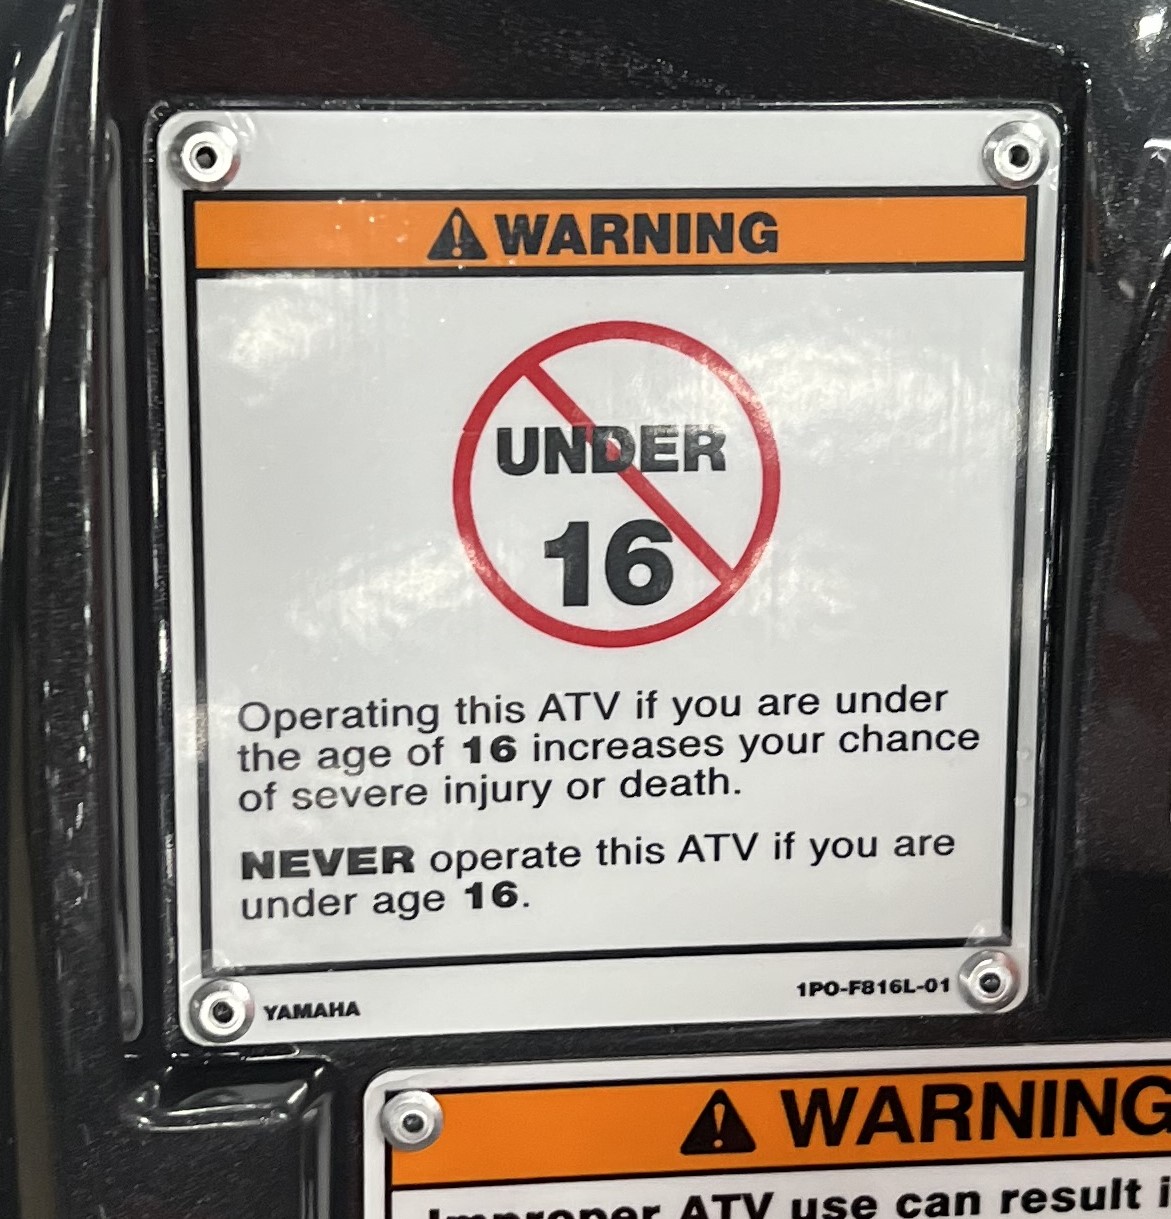 WARNING
UNDER
16
Operating this ATV if you are under
the age of 16 increases your chance
of severe injury or death.
NEVER operate this ATV if you are
under age 16.
YAMAHA
1P0-F816L-01
WARNING
Improper ATV use can result